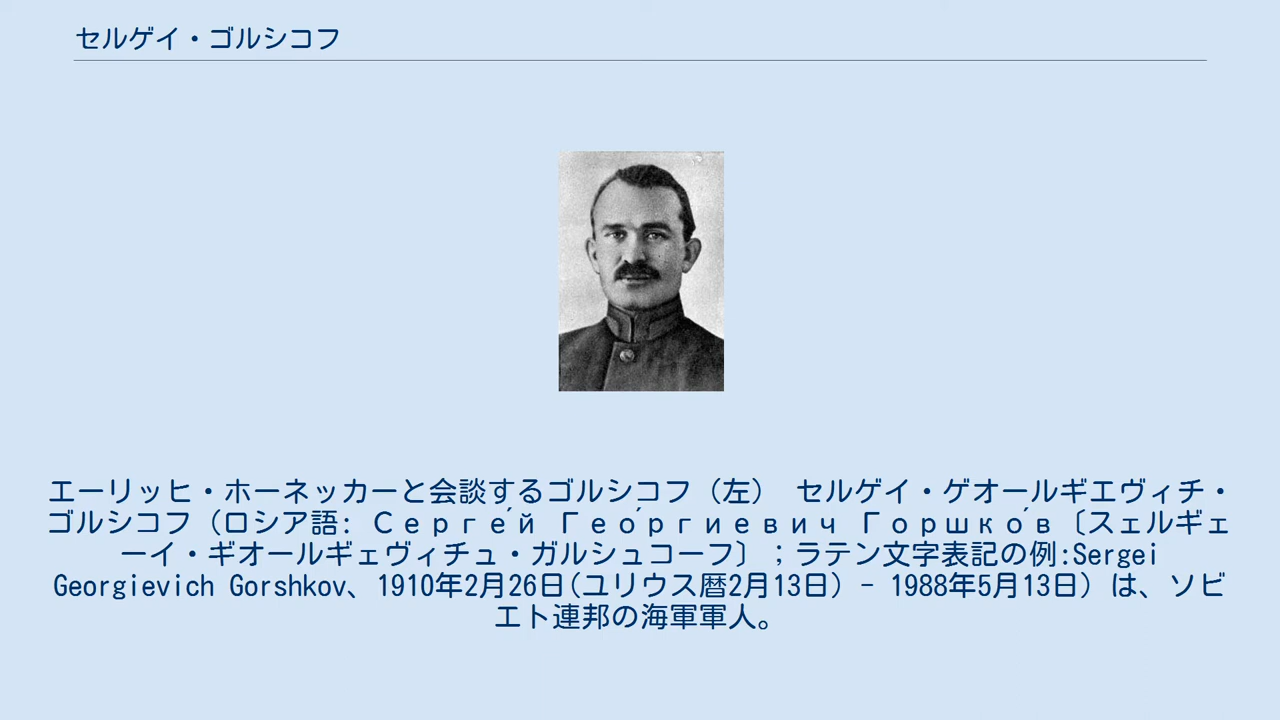 セルゲイ・ゴルシコフ
エーリッヒ・ホーネッカーと会談するゴルシコフ（左） セルゲイ・ゲオールギエヴィチ・
ゴルシコフ（ロシア語: Серге́й Гео́ргиевич Горшко́в〔スェルギェ
ーイ・ギオールギェヴィチュ・ガルシュコーフ〕；ラテン文字表記の例:Sergei
Georgievich Gorshkov、1910年2月26日(ユリウス暦2月13日) - 1988年5月13日) は、ソビ
エト連邦の海軍軍人。